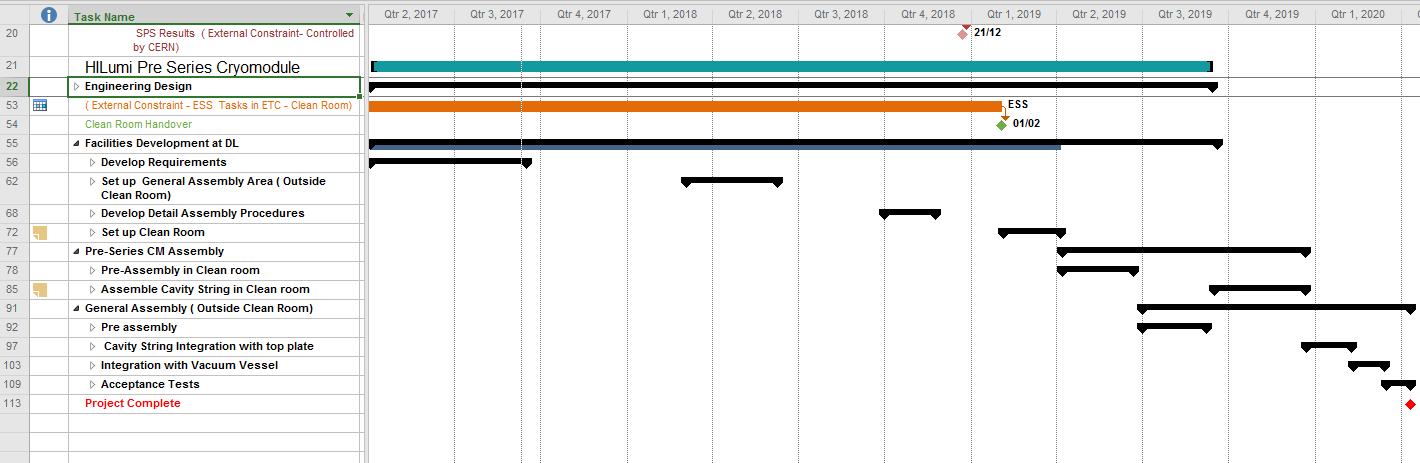 Task Name
Qtr 2, 2017 Qtr 3, 2017 Qtr 4, 2017 Qtr 1, 2018 Qtr 2, 2018 Qtr 3, 2018 Qtr 4, 2018 Qtr 1, 2019 Qtr 2, 2019 Qtr 3, 2019 Qtr 4, 2019 Qtr 1, 2020
20 SPS Results ( External Constraint- Controlled
by CERN)
21/12
21 HILumi Pre Series Cryomodule
22 Engineering Design
53 ( External Constraint - ESS Tasks in ETC - Clean Room) ESS
54 Clean Room Handover 01/02
55 Facilities Development at DL
56 Develop Requirements
62 Set up General Assembly Area ( Outside
Clean Room)
68 Develop Detail Assembly Procedures
72 Set up Clean Room
77 Pre-Series CM Assembly
78 Pre-Assembly in Clean room
85 Assemble Cavity String in Clean room
91 General Assembly ( Outside Clean Room)
92 Pre assembly
97 Cavity String Integration with top plate
103 Integration with Vacuum Vessel
109 Acceptance Tests
113 Project Complete